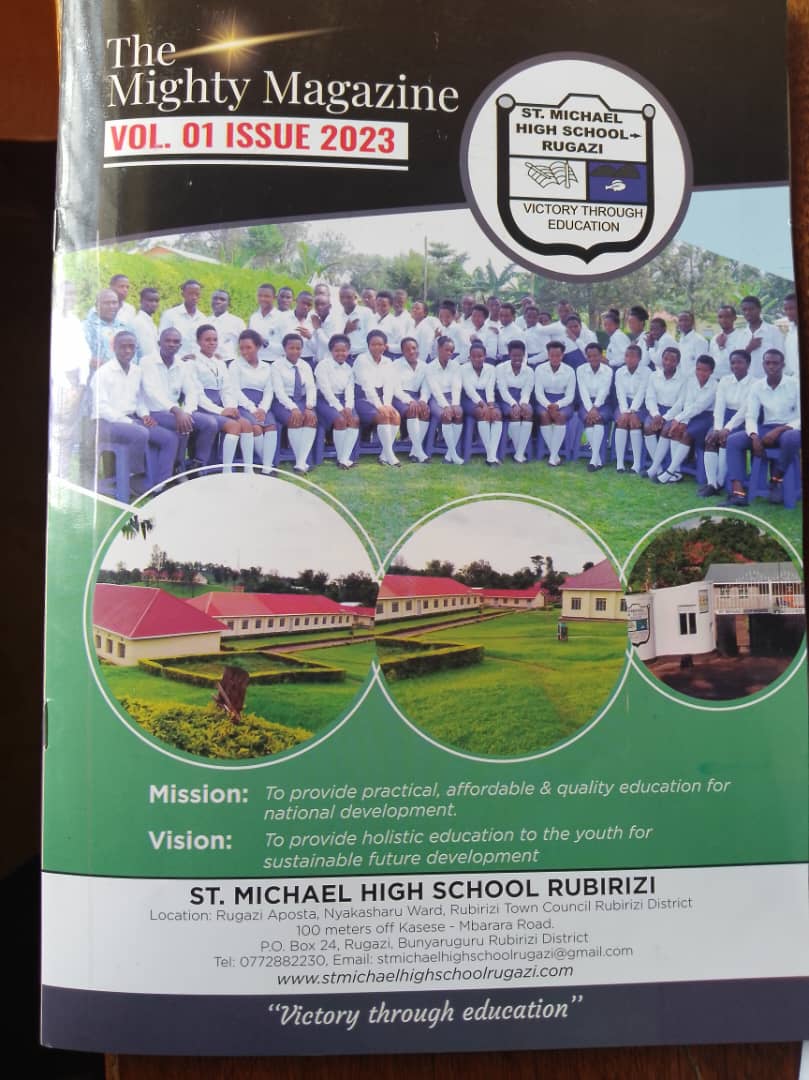 The
Mighty Magazine
VOL. 01 ISSUE 2023
ST. MICHAEL
HIGH SCHOOL-
RUGAZI
VICTORY THROUGH
EDUCATION
Mission: To provide practical, affordable & quality education for
national development.
Vision: To provide holistic education to the youth for
sustainable future development
ST. MICHAEL HIGH SCHOOL RUBIRIZI
Location: Rugazi Aposta, Nyakasharu Ward, Rubirizi Town Council Rubirizi District
100 meters off Kasese - Mbarara Road.
P.O. Box 24, Rugazi, Bunyaruguru Rubirizi District
Tel: 0772882230, Email: stmichaelhighschoolrugazi@gmail.com
www.stmichaelhighschoolrugazi.com
“Victory through education”